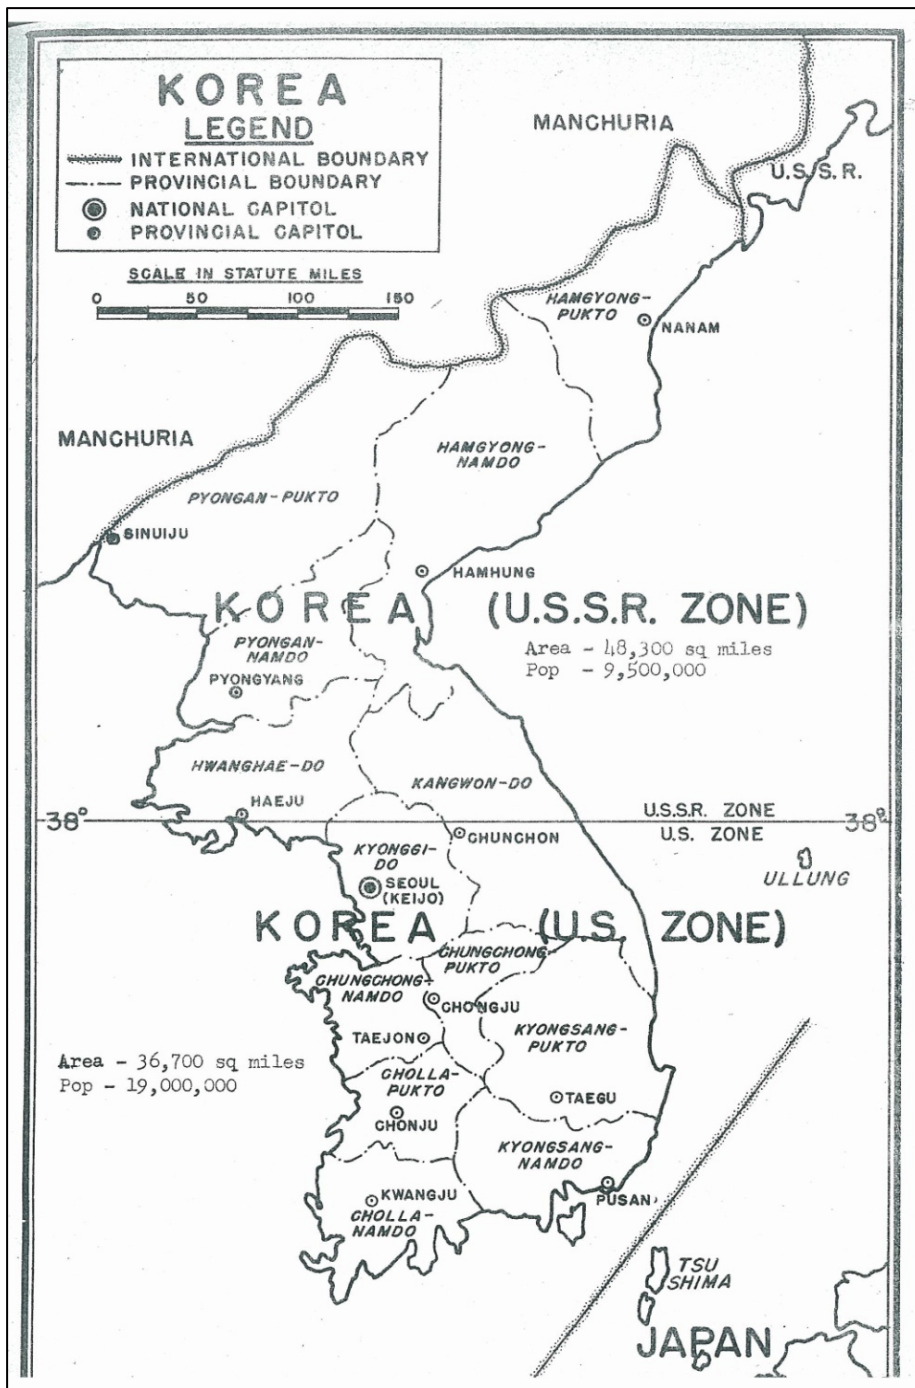 KOREA
LEGEND
INTERNATIONAL BOUNDARY
PROVINCIAL BOUNDARY
NATIONAL CAPITOL
PROVINCIAL CAPITOL
SCALE IN STATUTE MILES
0 50 100 150
MANCHURIA
U.S.S.R.
HAMGYONG-
PUKTO
NANAM
MANCHURIA
HAMGYONG-
NAMDO
PYONGAN-PUKTO
SINUIJU
HAMHUNG
KOREA (U.S.S.R. ZONE)
Area - 48,300 sq miles
Pop - 9,500,000
PYONGAN-
NAMDO
PYONGYANG
HWANGHAE-DO
KANGWON-DO
HAEJU
38° U.S.S.R. ZONE 38°
U.S. ZONE
CHUNCHON
KYONGGI-
DO
SEOUL
(KEIJO)
ULLUNG
KOREA (U.S. ZONE)
CHUNGCHONG-
PUKTO
CHUNGCHONG-
NAMDO
CHONGJU
TAEJON
KYONGSANG-
PUKTO
Area - 36,700 sq miles
Pop - 19,000,000
CHOLLA-
PUKTO
TAEGU
CHONJU
KYONGSANG-
NAMDO
PUSAN
KWANGJU
CHOLLA-
NAMDO
TSU
SHIMA
JAPAN